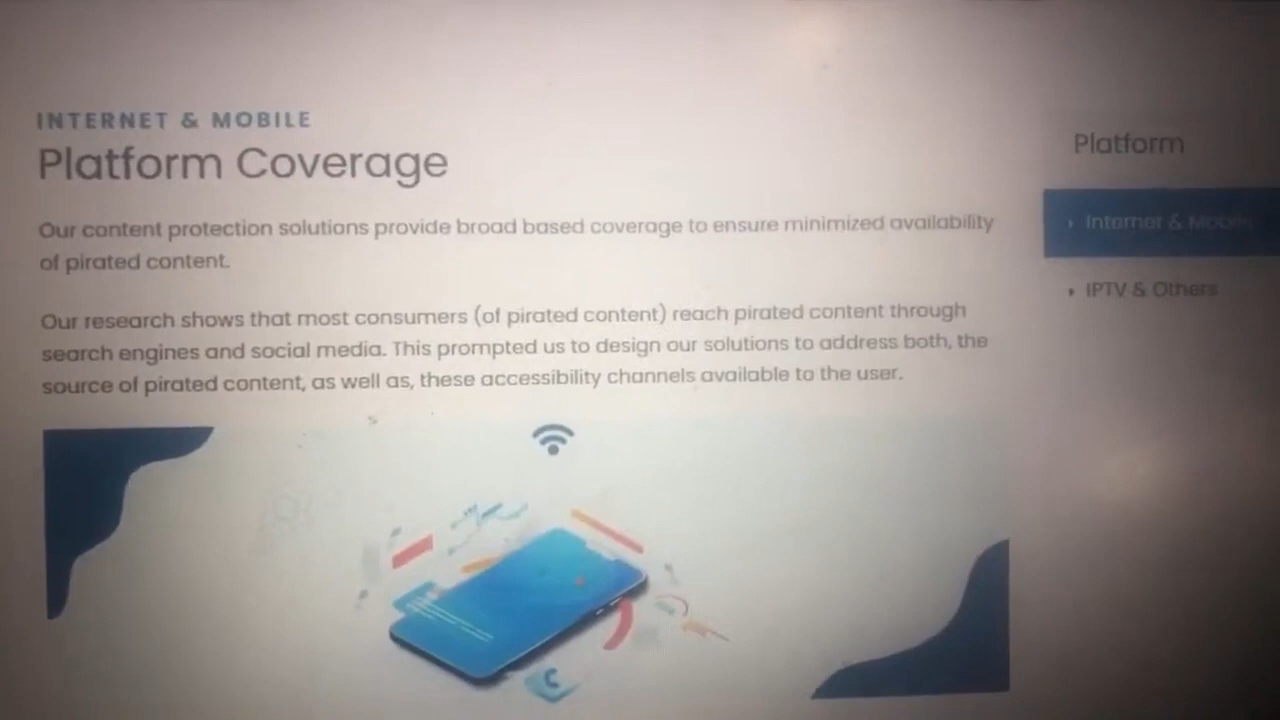 INTERNET & MOBILE
Platform Coverage
Our content protection solutions provide broad based coverage to ensure minimized availability
of pirated content.
Our research shows that most consumers (of pirated content) reach pirated content through
search engines and social media. This prompted us to design our solutions to address both, the
source of pirated content, as well as, these accessibility channels available to the user.
Platform
Internet & Mobile
IPTV & Others
C